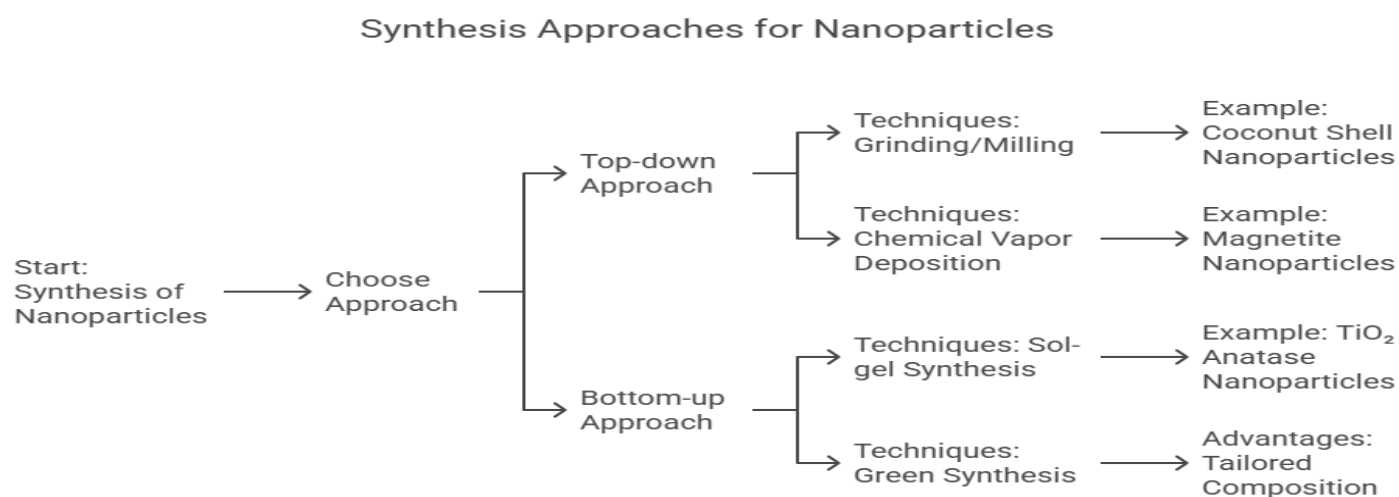 Synthesis Approaches for Nanoparticles
Start:
Synthesis of
Nanoparticles
Choose
Approach
Top-down
Approach
Techniques:
Grinding/Milling
Example:
Coconut Shell
Nanoparticles
Techniques:
Chemical Vapor
Deposition
Example:
Magnetite
Nanoparticles
Bottom-up
Approach
Techniques: Sol-
gel Synthesis
Example: TiO₂
Anatase
Nanoparticles
Techniques:
Green Synthesis
Advantages:
Tailored
Composition